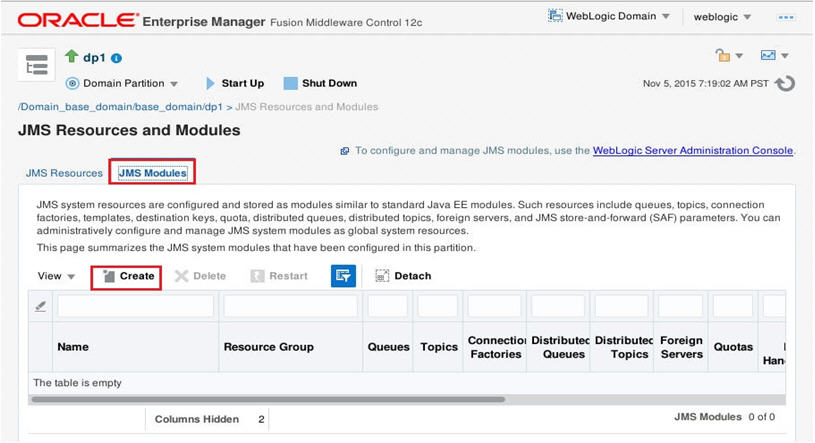 ORACLE® Enterprise Manager Fusion Middleware Control 12c
WebLogic Domain
weblogic
dp1
Domain Partition
Start Up
Shut Down
Nov 5, 2015 7:19:02 AM PST
/Domain_base_domain/base_domain/dp1 > JMS Resources and Modules
JMS Resources and Modules
To configure and manage JMS modules, use the WebLogic Server Administration Console.
JMS Resources
JMS Modules
JMS system resources are configured and stored as modules similar to standard Java EE modules. Such resources include queues, topics, connection
factories, templates, destination keys, quota, distributed queues, distributed topics, foreign servers, and JMS store-and-forward (SAF) parameters. You can
administratively configure and manage JMS system modules as global system resources.
This page summarizes the JMS system modules that have been configured in this partition.
View
Create
Delete
Restart
Detach
Name
Resource Group
Queues
Topics
Connection
Factories
Distributed
Queues
Distributed
Topics
Foreign
Servers
Quotas
Han
The table is empty
Columns Hidden 2
JMS Modules 0 of 0